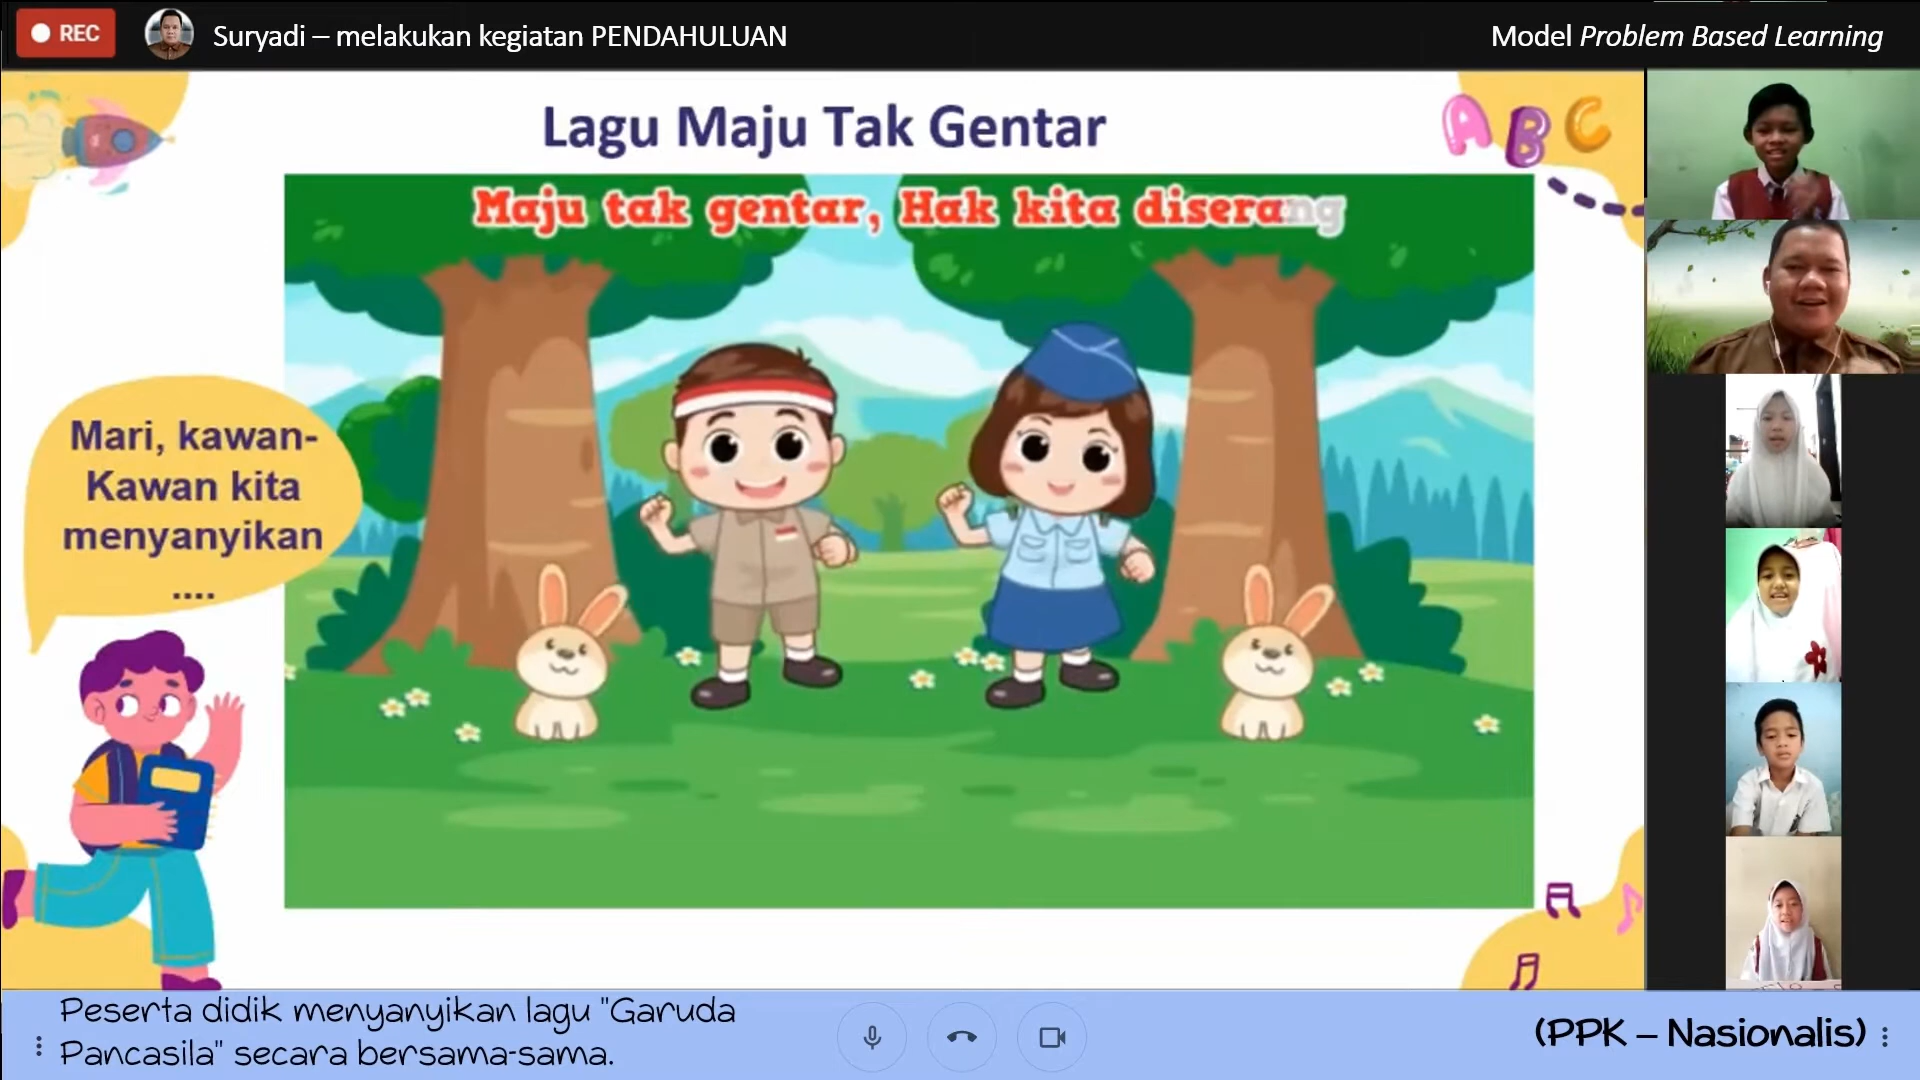 REC
Suryadi – melakukan kegiatan PENDAHULUAN
Model Problem Based Learning
Lagu Maju Tak Gentar
A B C
Maju tak gentar, Hak kita diserang
Mari, kawan-
Kawan kita
menyanyikan
....
Peserta didik menyanyikan lagu "Garuda
Pancasila" secara bersama-sama.
(PPK – Nasionalis)